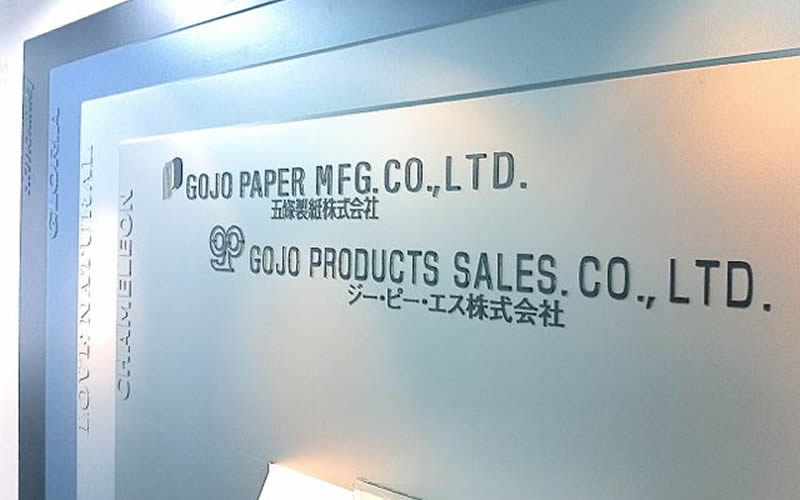 GOJO PAPER MFG.CO.,LTD.
五條製紙株式会社
GOJO PRODUCTS SALES.CO.,LTD.
ジー・ピー・エス株式会社
GLORIA
LOVE NATURAL
CHAMELEON